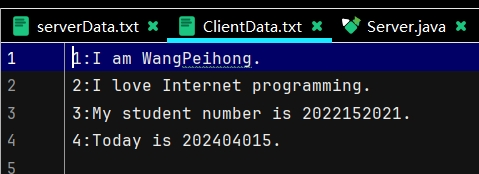 serverData.txt ClientData.txt Server.java
1 1:I am WangPeihong.
2 2:I love Internet programming.
3 3:My student number is 2022152021.
4 4:Today is 202404015.
5